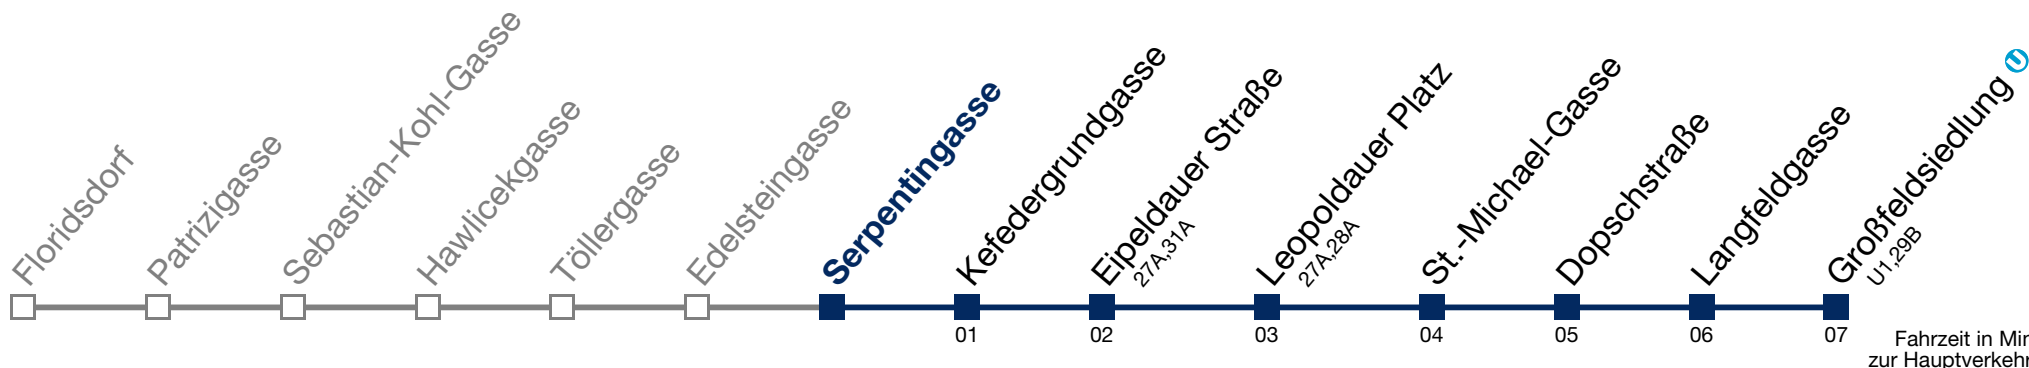 Floridsdorf
Patrizigasse
Sebastian-Kohl-Gasse
Hawlicekgasse
Töllergasse
Edelsteingasse
Serpentingasse
Kefedergrundgasse
01
Eipeldauer Straße
27A,31A
02
Leopoldauer Platz
27A,28A
03
St.-Michael-Gasse
04
Dopschstraße
05
Langfeldgasse
06
Großfeldsiedlung U
U1,29B
07
Fahrzeit in Min
zur Hauptverkehr